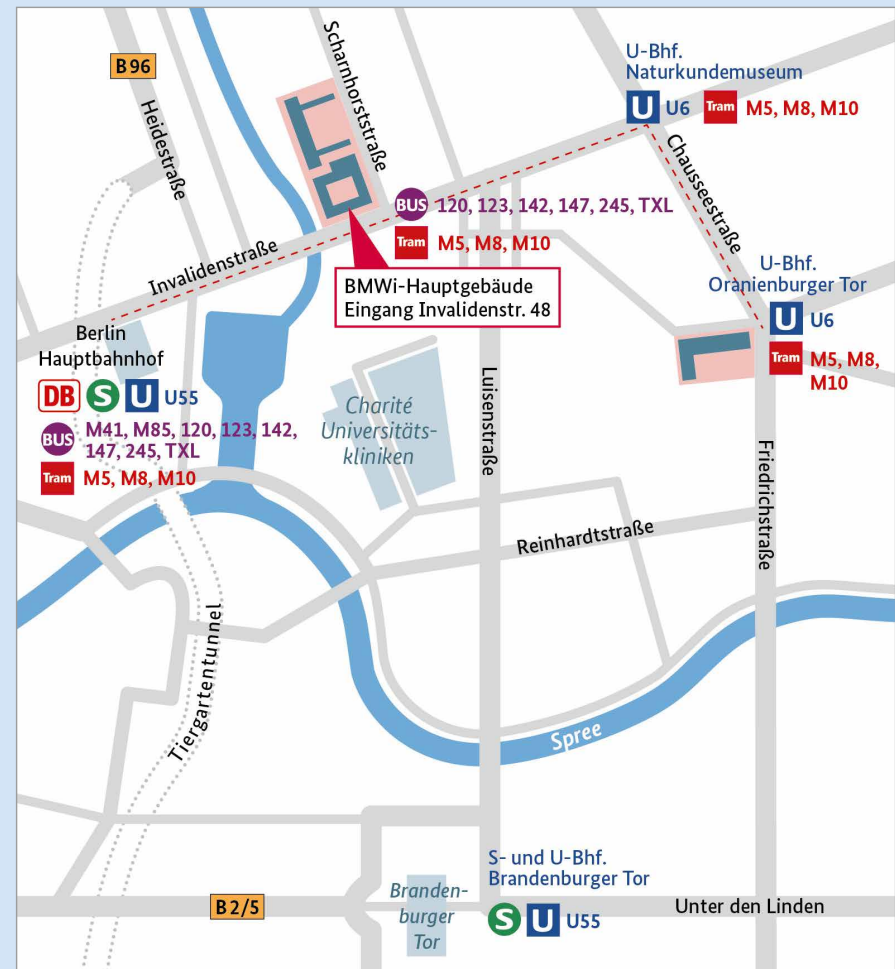 B 96
Heidestraße
Scharnhorststraße
U-Bhf.
Naturkundemuseum
U U6 Tram M5, M8, M10
Chausseestraße
BUS 120, 123, 142, 147, 245, TXL
Tram M5, M8, M10
Invalidenstraße
BMWi-Hauptgebäude
Eingang Invalidenstr. 48
U-Bhf.
Oranienburger Tor
U U6
Tram M5, M8,
M10
Berlin
Hauptbahnhof
DB S U U55
BUS M41, M85, 120, 123, 142,
147, 245, TXL
Tram M5, M8, M10
Charité
Universitäts-
kliniken
Luisenstraße
Friedrichstraße
Reinhardtstraße
Tiergartentunnel
Spree
S- und U-Bhf.
Brandenburger Tor
S U U55
Branden-
burger
Tor
B 2/5
Unter den Linden